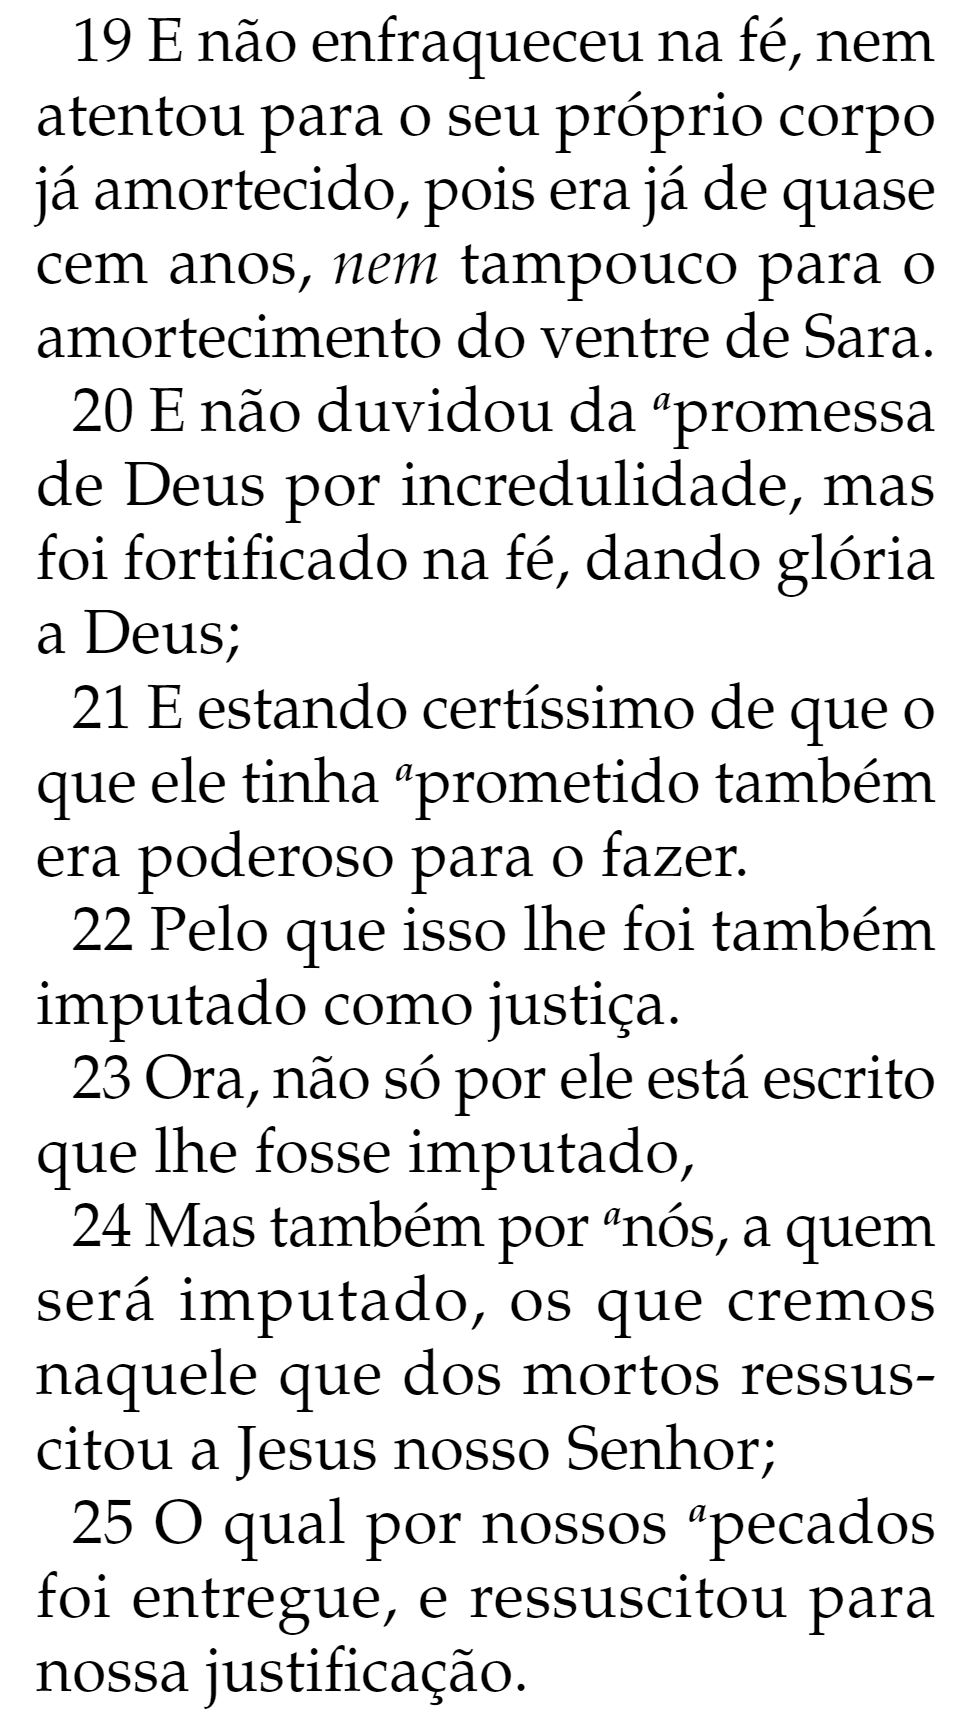 19 E não enfraqueceu na fé, nem
atentou para o seu próprio corpo
já amortecido, pois era já de quase
cem anos, nem tampouco para o
amortecimento do ventre de Sara.
20 E não duvidou da ᵃpromessa
de Deus por incredulidade, mas
foi fortificado na fé, dando glória
a Deus;
21 E estando certíssimo de que o
que ele tinha ᵃprometido também
era poderoso para o fazer.
22 Pelo que isso lhe foi também
imputado como justiça.
23 Ora, não só por ele está escrito
que lhe fosse imputado,
24 Mas também por ᵃnós, a quem
será imputado, os que cremos
naquele que dos mortos ressus-
citou a Jesus nosso Senhor;
25 O qual por nossos ᵃpecados
foi entregue, e ressuscitou para
nossa justificação.